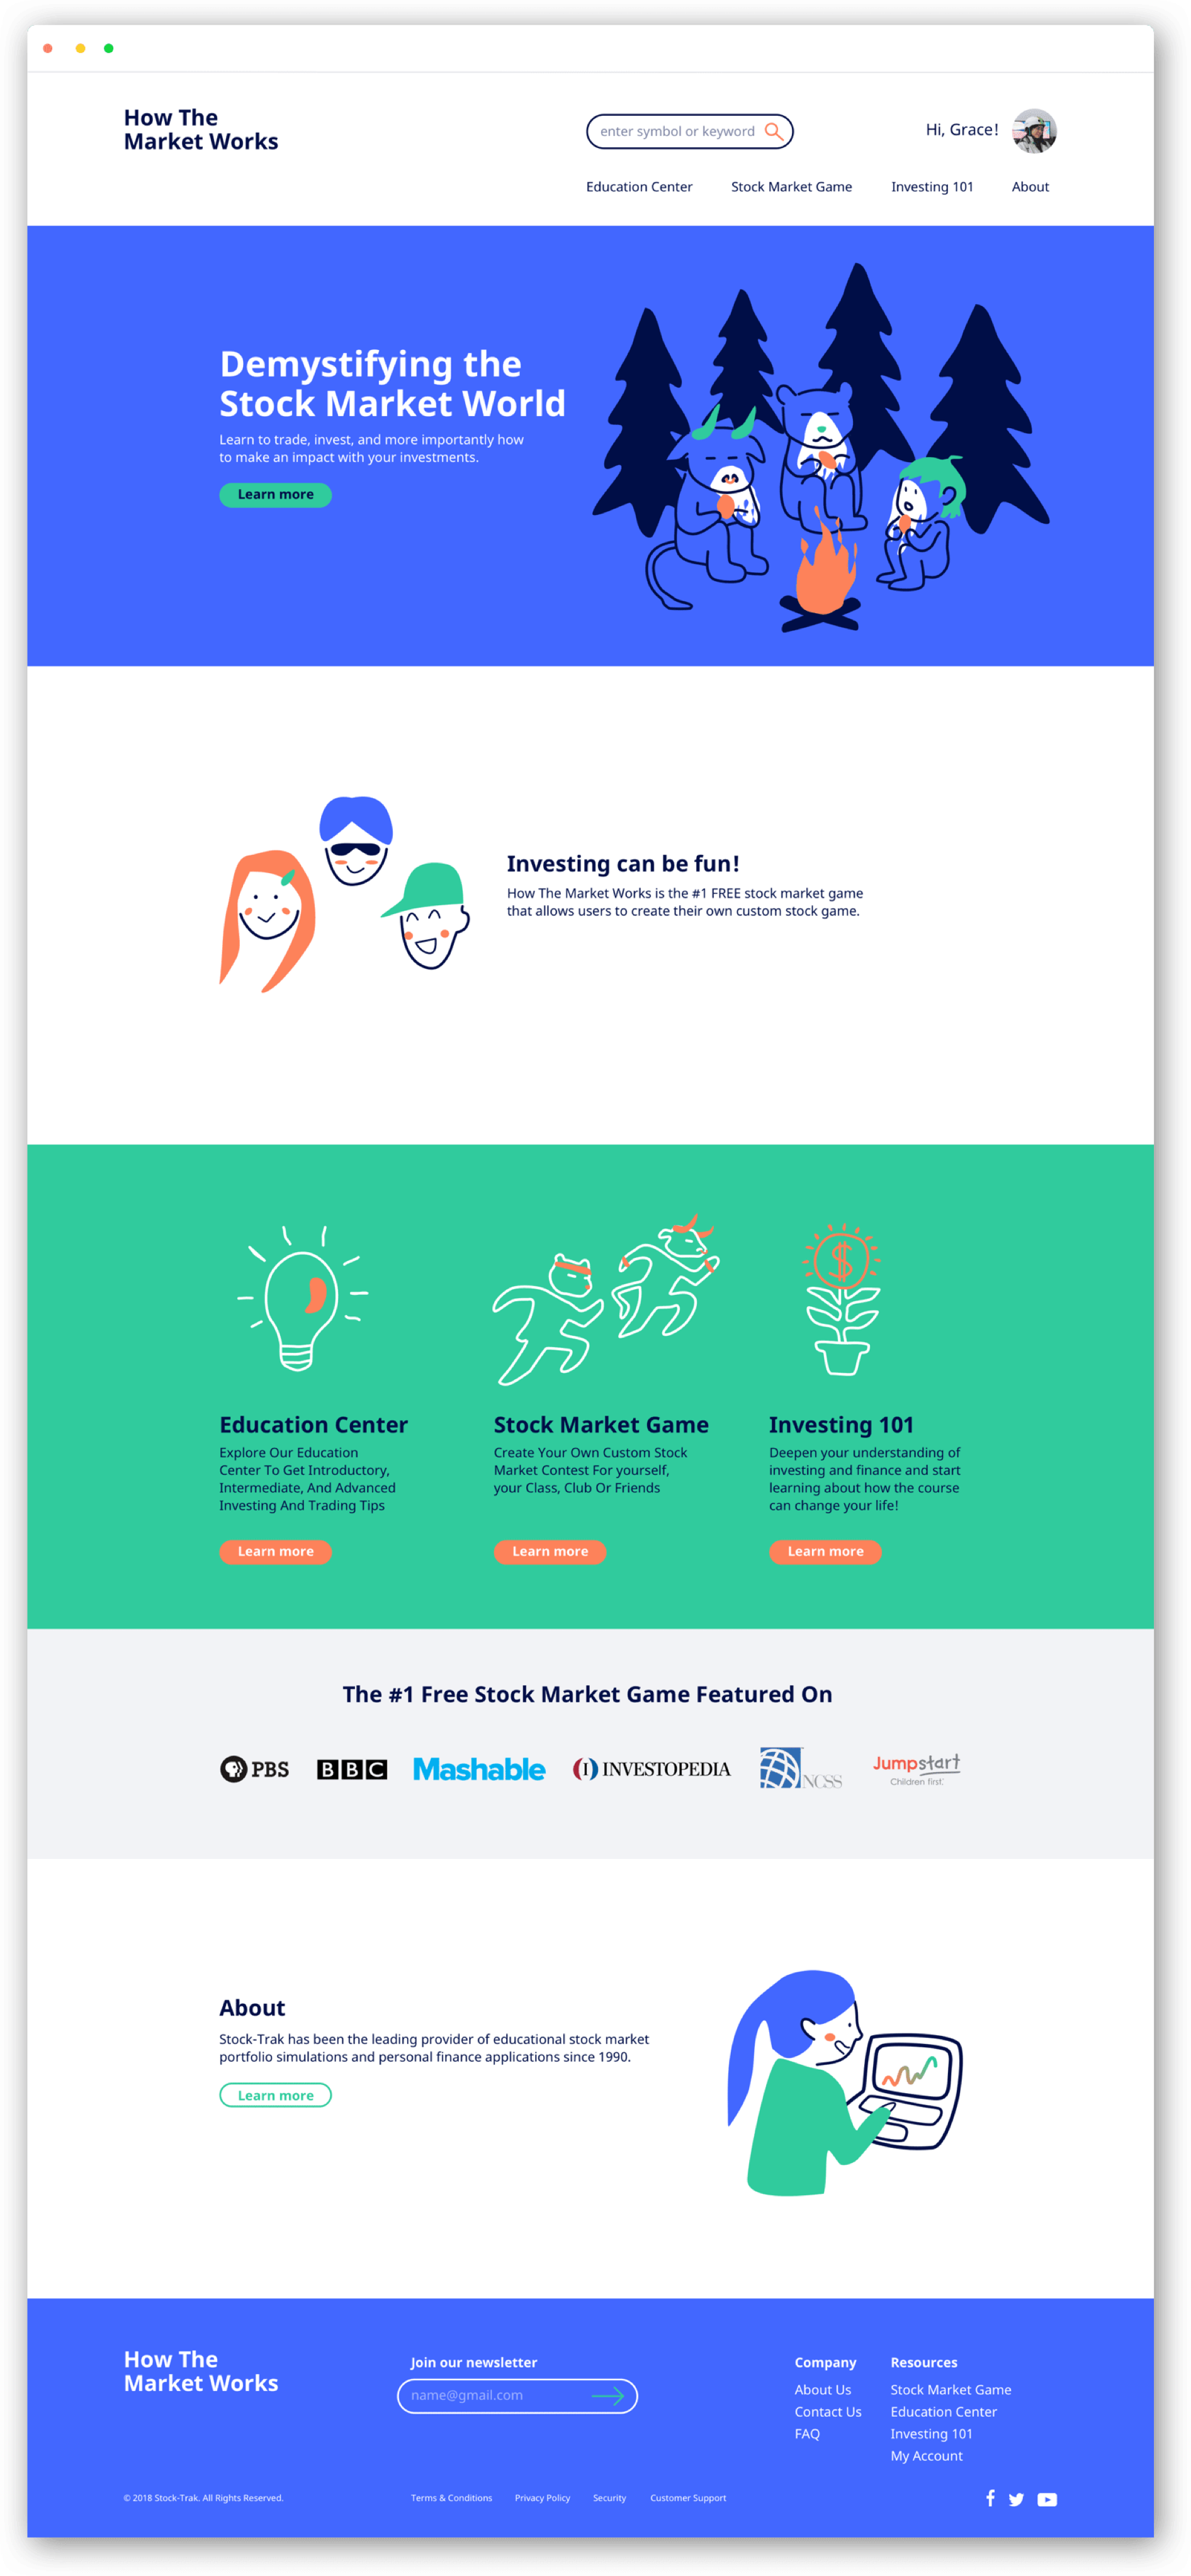 How The
Market Works
enter symbol or keyword
Hi, Grace!
Education Center
Stock Market Game
Investing 101
About
Demystifying the
Stock Market World
Learn to trade, invest, and more importantly how
to make an impact with your investments.
Learn more
Investing can be fun!
How The Market Works is the #1 FREE stock market game
that allows users to create their own custom stock game.
$
Education Center
Explore Our Education
Center To Get Introductory,
Intermediate, And Advanced
Investing And Trading Tips
Learn more
Stock Market Game
Create Your Own Custom Stock
Market Contest For yourself,
your Class, Club Or Friends
Learn more
Investing 101
Deepen your understanding of
investing and finance and start
learning about how the course
can change your life!
Learn more
The #1 Free Stock Market Game Featured On
PBS
BBC
Mashable
(I) INVESTOPEDIA
NCSS
Jumpstart
Children first.
About
Stock-Trak has been the leading provider of educational stock market
portfolio simulations and personal finance applications since 1990.
Learn more
How The
Market Works
Join our newsletter
name@gmail.com
Company
About Us
Contact Us
FAQ
Resources
Stock Market Game
Education Center
Investing 101
My Account
© 2018 Stock-Trak. All Rights Reserved.
Terms & Conditions
Privacy Policy
Security
Customer Support